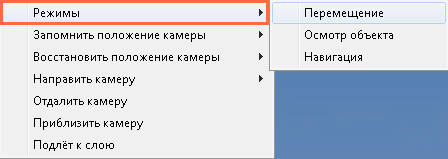 Режимы
Запомнить положение камеры
Восстановить положение камеры
Направить камеру
Отдалить камеру
Приблизить камеру
Подлёт к слою
Перемещение
Осмотр объекта
Навигация